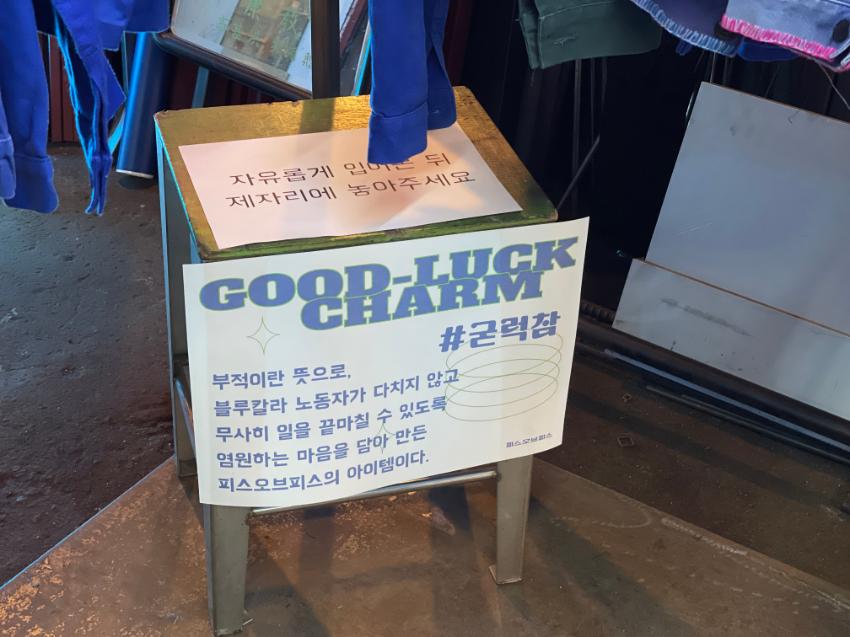 자유롭게 입어본 뒤
제자리에 놓아주세요
GOOD-LUCK
CHARM
#굳럭참
부적이란 뜻으로,
블루칼라 노동자가 다치지 않고
무사히 일을 끝마칠 수 있도록
염원하는 마음을 담아 만든
피스오브피스의 아이템이다.
피스오브피스